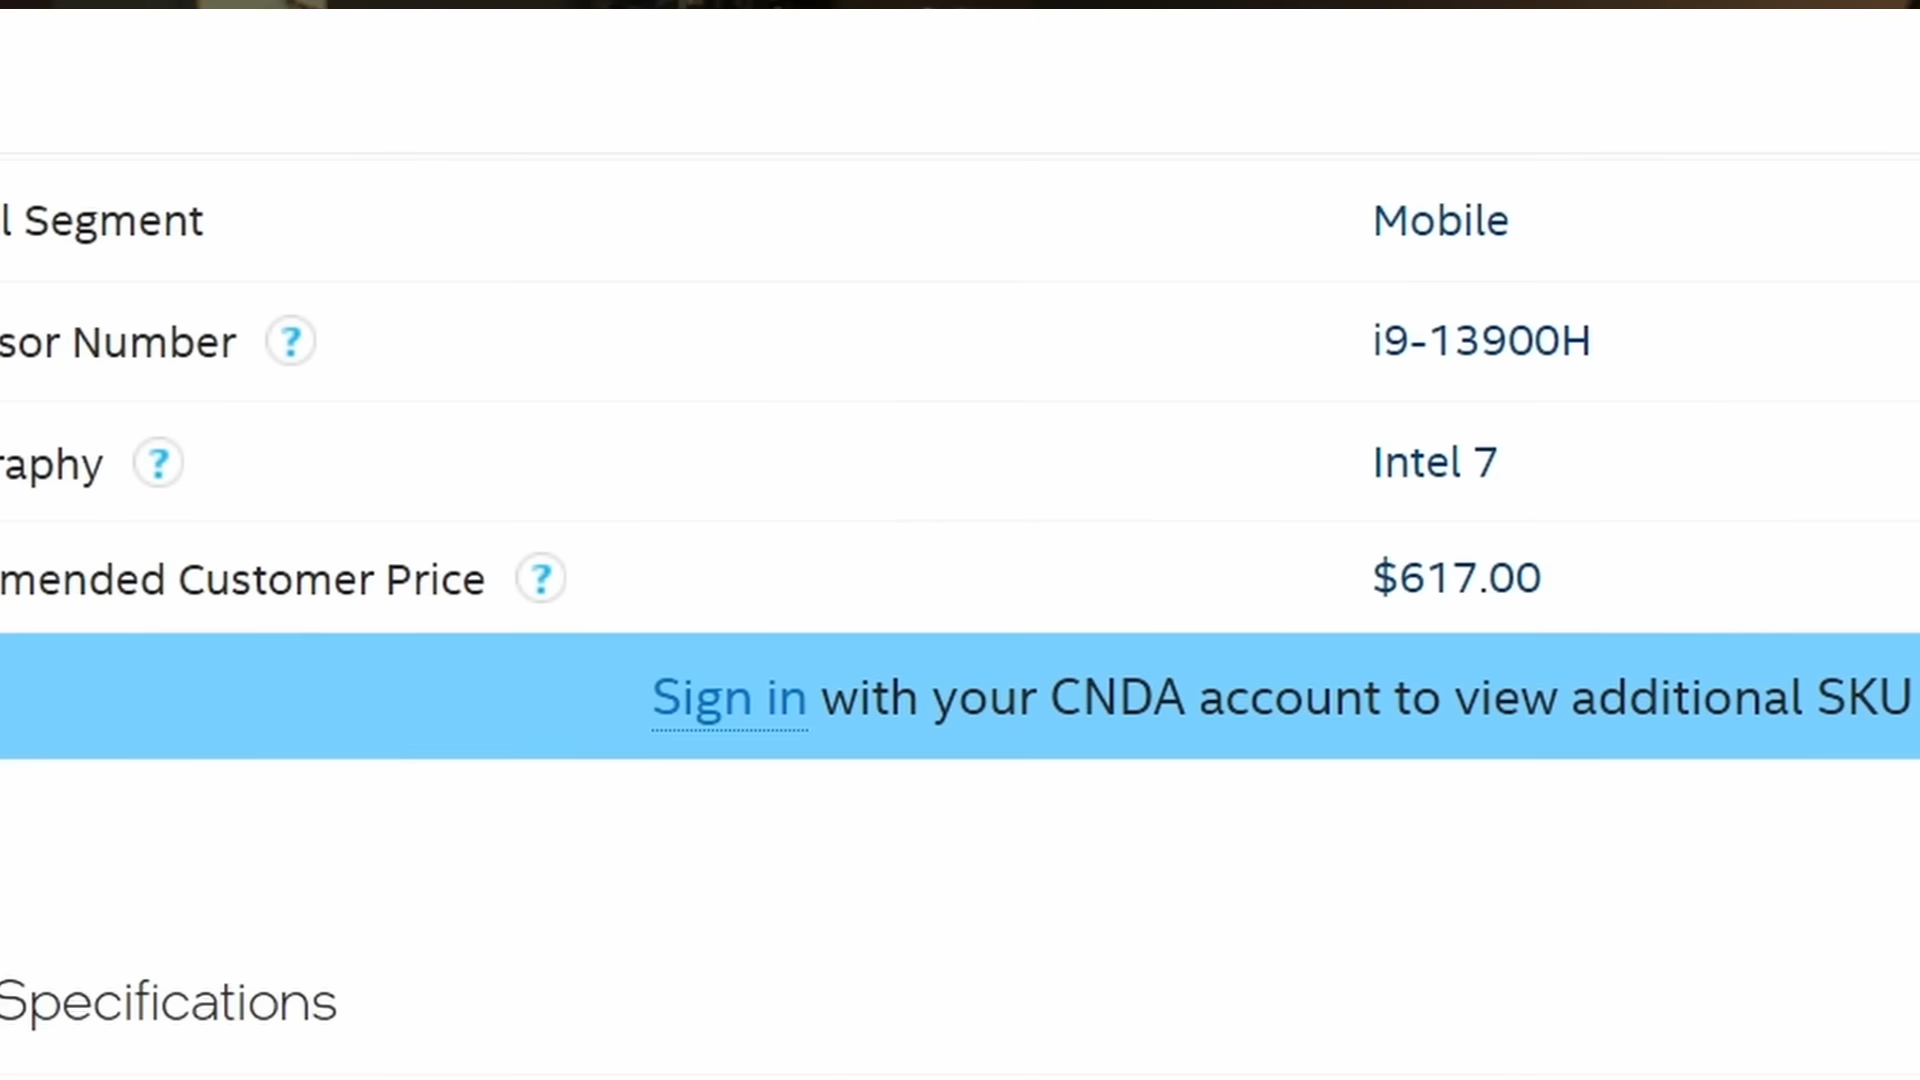 l Segment Mobile
sor Number ? i9-13900H
raphy ? Intel 7
mended Customer Price ? $617.00
Sign in with your CNDA account to view additional SKU
Specifications